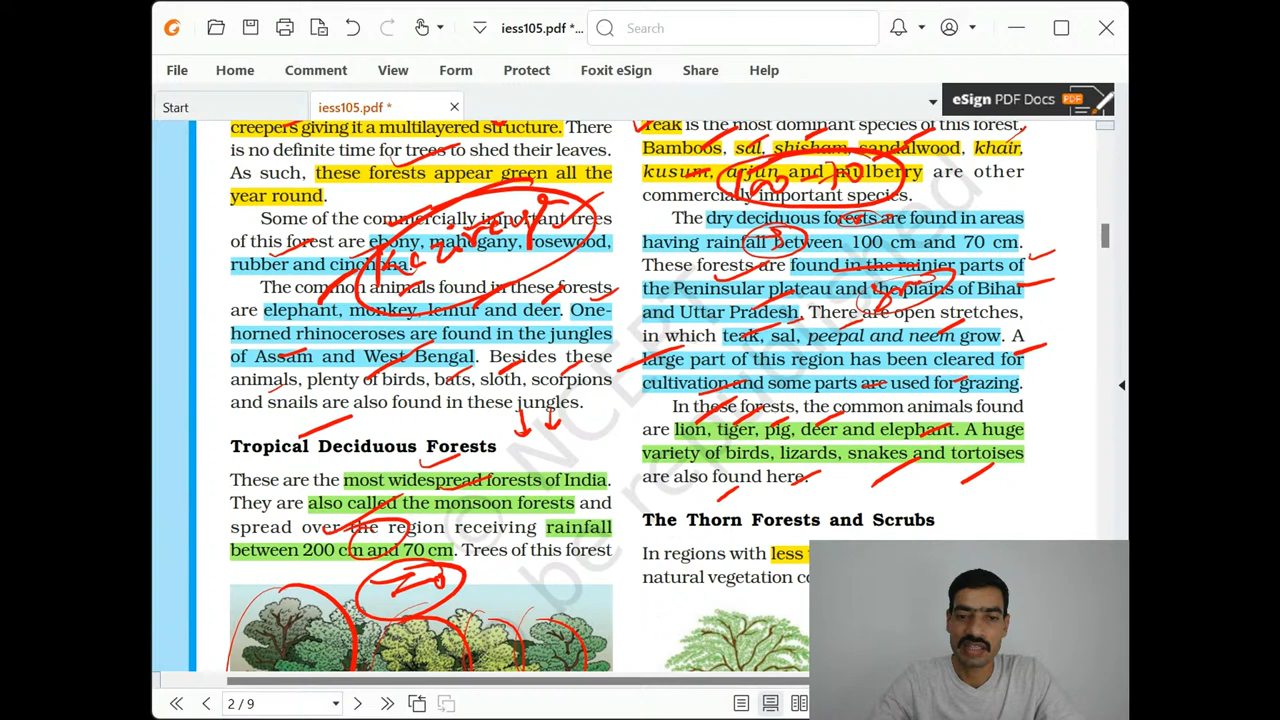 iess105.pdf *...
Search
File
Home
Comment
View
Form
Protect
Foxit eSign
Share
Help
Start
iess105.pdf *
eSign PDF Docs
PDF
creepers giving it a multilayered structure. There
is no definite time for trees to shed their leaves.
As such, these forests appear green all the
year round.
Some of the commercially important trees
of this forest are ebony, mahogany, rosewood,
rubber and cinchona.
The common animals found in these forests
are elephant, monkey, lemur and deer. One-
horned rhinoceroses are found in the jungles
of Assam and West Bengal. Besides these
animals, plenty of birds, bats, sloth, scorpions
and snails are also found in these jungles.
Tropical Deciduous Forests
These are the most widespread forests of India.
They are also called the monsoon forests and
spread over the region receiving rainfall
between 200 cm and 70 cm. Trees of this forest
Teak is the most dominant species of this forest.
Bamboos, sal, shisham, sandalwood, khair,
kusum, arjun and mulberry are other
commercially important species.
100-70
The dry deciduous forests are found in areas
having rainfall between 100 cm and 70 cm.
These forests are found in the rainier parts of
the Peninsular plateau and the plains of Bihar
and Uttar Pradesh. There are open stretches,
in which teak, sal, peepal and neem grow. A
large part of this region has been cleared for
cultivation and some parts are used for grazing.
In these forests, the common animals found
are lion, tiger, pig, deer and elephant. A huge
variety of birds, lizards, snakes and tortoises
are also found here.
The Thorn Forests and Scrubs
In regions with less
natural vegetation co
© NCERT
be republished
2 / 9